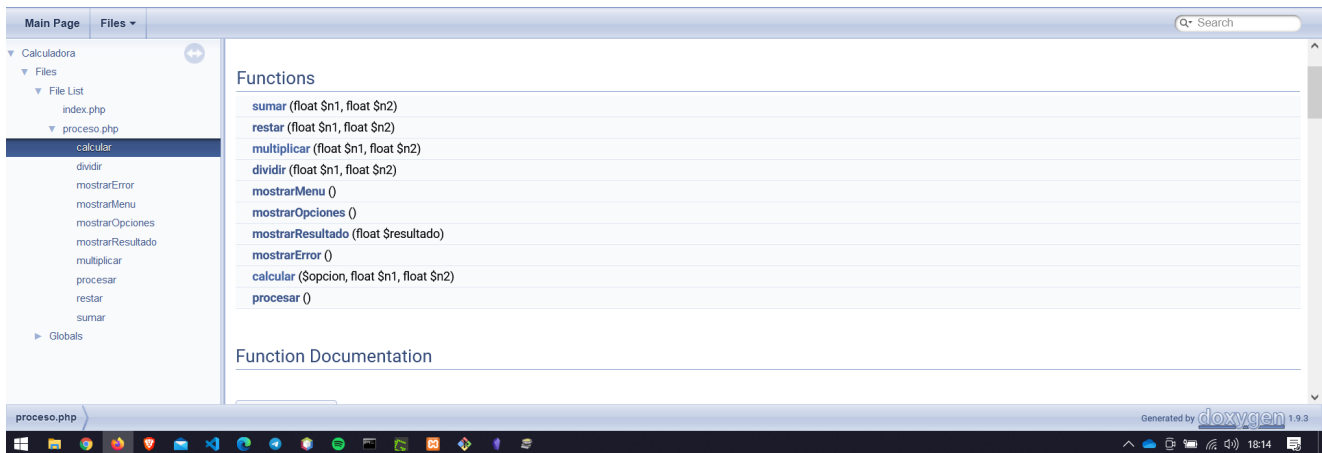 Main Page Files
Search
Calculadora
Files
File List
index.php
proceso.php
calcular
dividir
mostrarError
mostrarMenu
mostrarOpciones
mostrarResultado
multiplicar
procesar
restar
sumar
Globals
Functions
sumar (float $n1, float $n2)
restar (float $n1, float $n2)
multiplicar (float $n1, float $n2)
dividir (float $n1, float $n2)
mostrarMenu ()
mostrarOpciones ()
mostrarResultado (float $resultado)
mostrarError ()
calcular ($opcion, float $n1, float $n2)
procesar ()
Function Documentation
proceso.php
Generated by doxygen 1.9.3
18:14